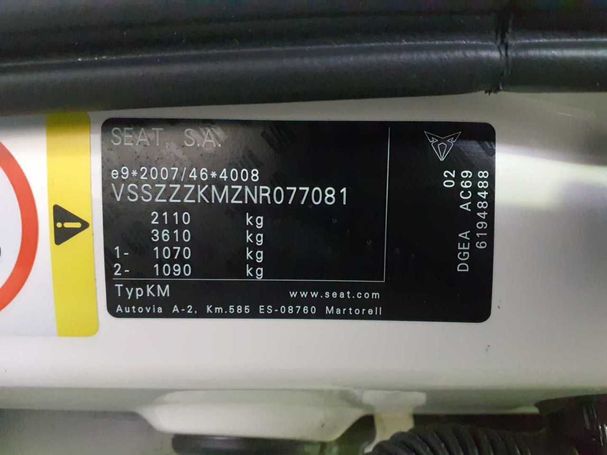 SEAT, S.A.
e9*2007/46*4008
VSSZZZKMZNR077081
2110 kg
3610 kg
1- 1070 kg
2- 1090 kg
TypKM www.seat.com
Autovia A-2, Km.585 ES-08760 Martorell
02
DGEA AC69
61948488